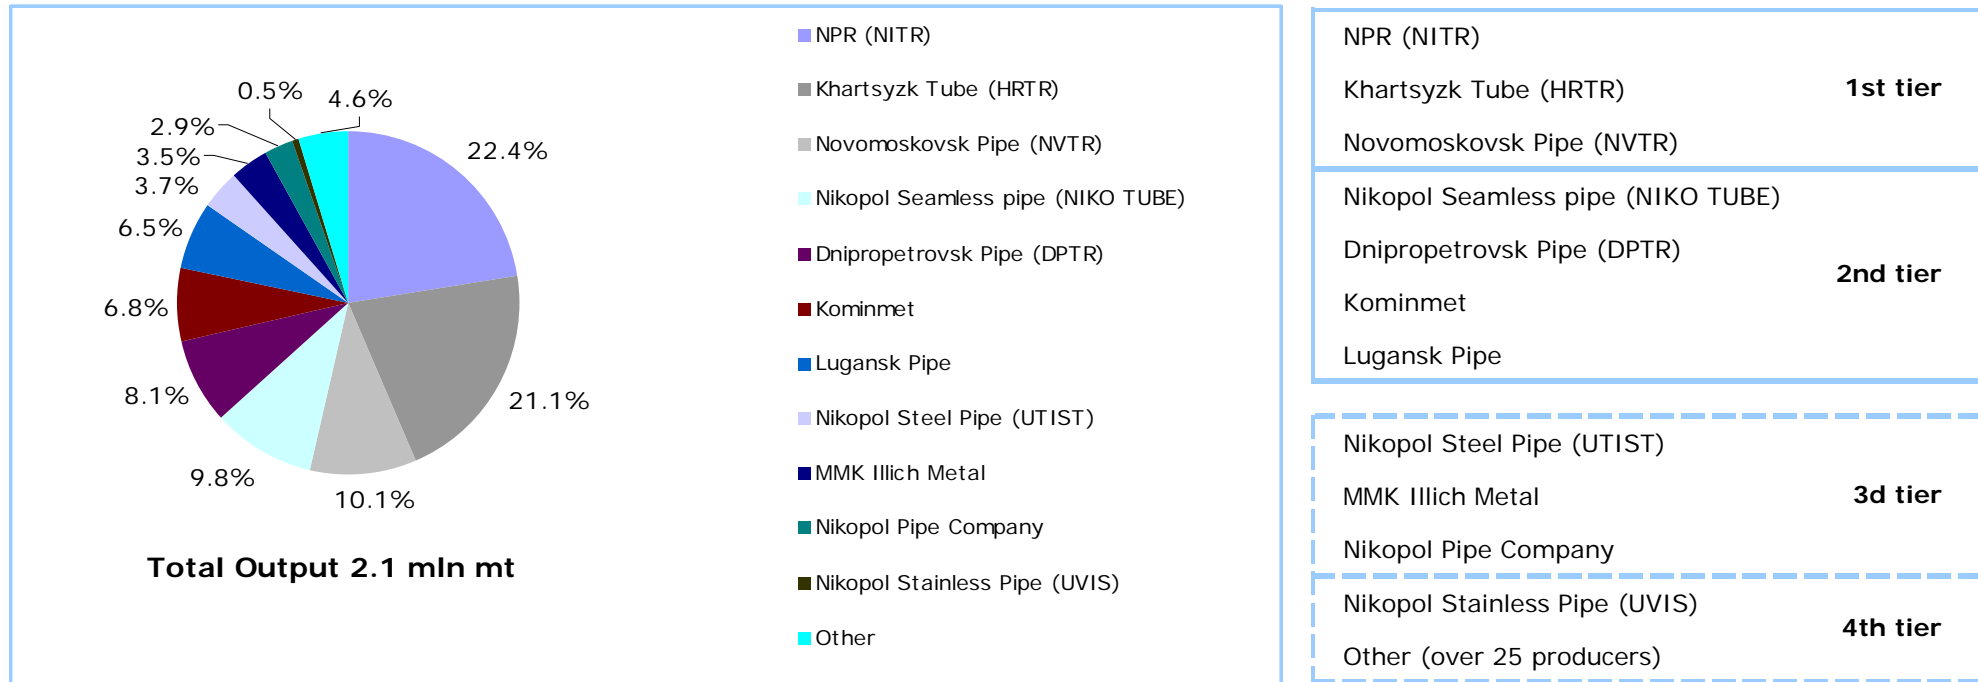 0.5%
4.6%
2.9%
22.4%
3.5%
3.7%
6.5%
6.8%
8.1%
21.1%
9.8%
10.1%
Total Output 2.1 mln mt
NPR (NITR)
Khartsyzk Tube (HRTR)
Novomoskovsk Pipe (NVTR)
Nikopol Seamless pipe (NIKO TUBE)
Dnipropetrovsk Pipe (DPTR)
Kominmet
Lugansk Pipe
Nikopol Steel Pipe (UTIST)
MMK Illich Metal
Nikopol Pipe Company
Nikopol Stainless Pipe (UVIS)
Other
NPR (NITR)
Khartsyzk Tube (HRTR)
1st tier
Novomoskovsk Pipe (NVTR)
Nikopol Seamless pipe (NIKO TUBE)
Dnipropetrovsk Pipe (DPTR)
2nd tier
Kominmet
Lugansk Pipe
Nikopol Steel Pipe (UTIST)
MMK Illich Metal
3d tier
Nikopol Pipe Company
Nikopol Stainless Pipe (UVIS)
4th tier
Other (over 25 producers)